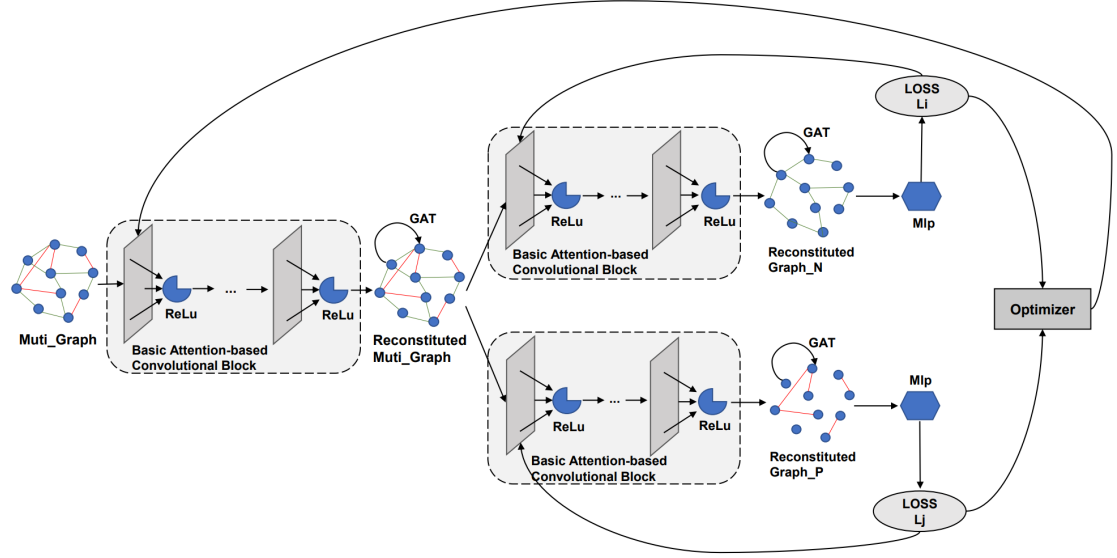 Muti_Graph
ReLu
...
ReLu
Basic Attention-based
Convolutional Block
GAT
Reconstituted
Muti_Graph
ReLu
...
ReLu
Basic Attention-based
Convolutional Block
GAT
Reconstituted
Graph_N
Mlp
LOSS
Li
ReLu
...
ReLu
Basic Attention-based
Convolutional Block
GAT
Reconstituted
Graph_P
Mlp
LOSS
Lj
Optimizer